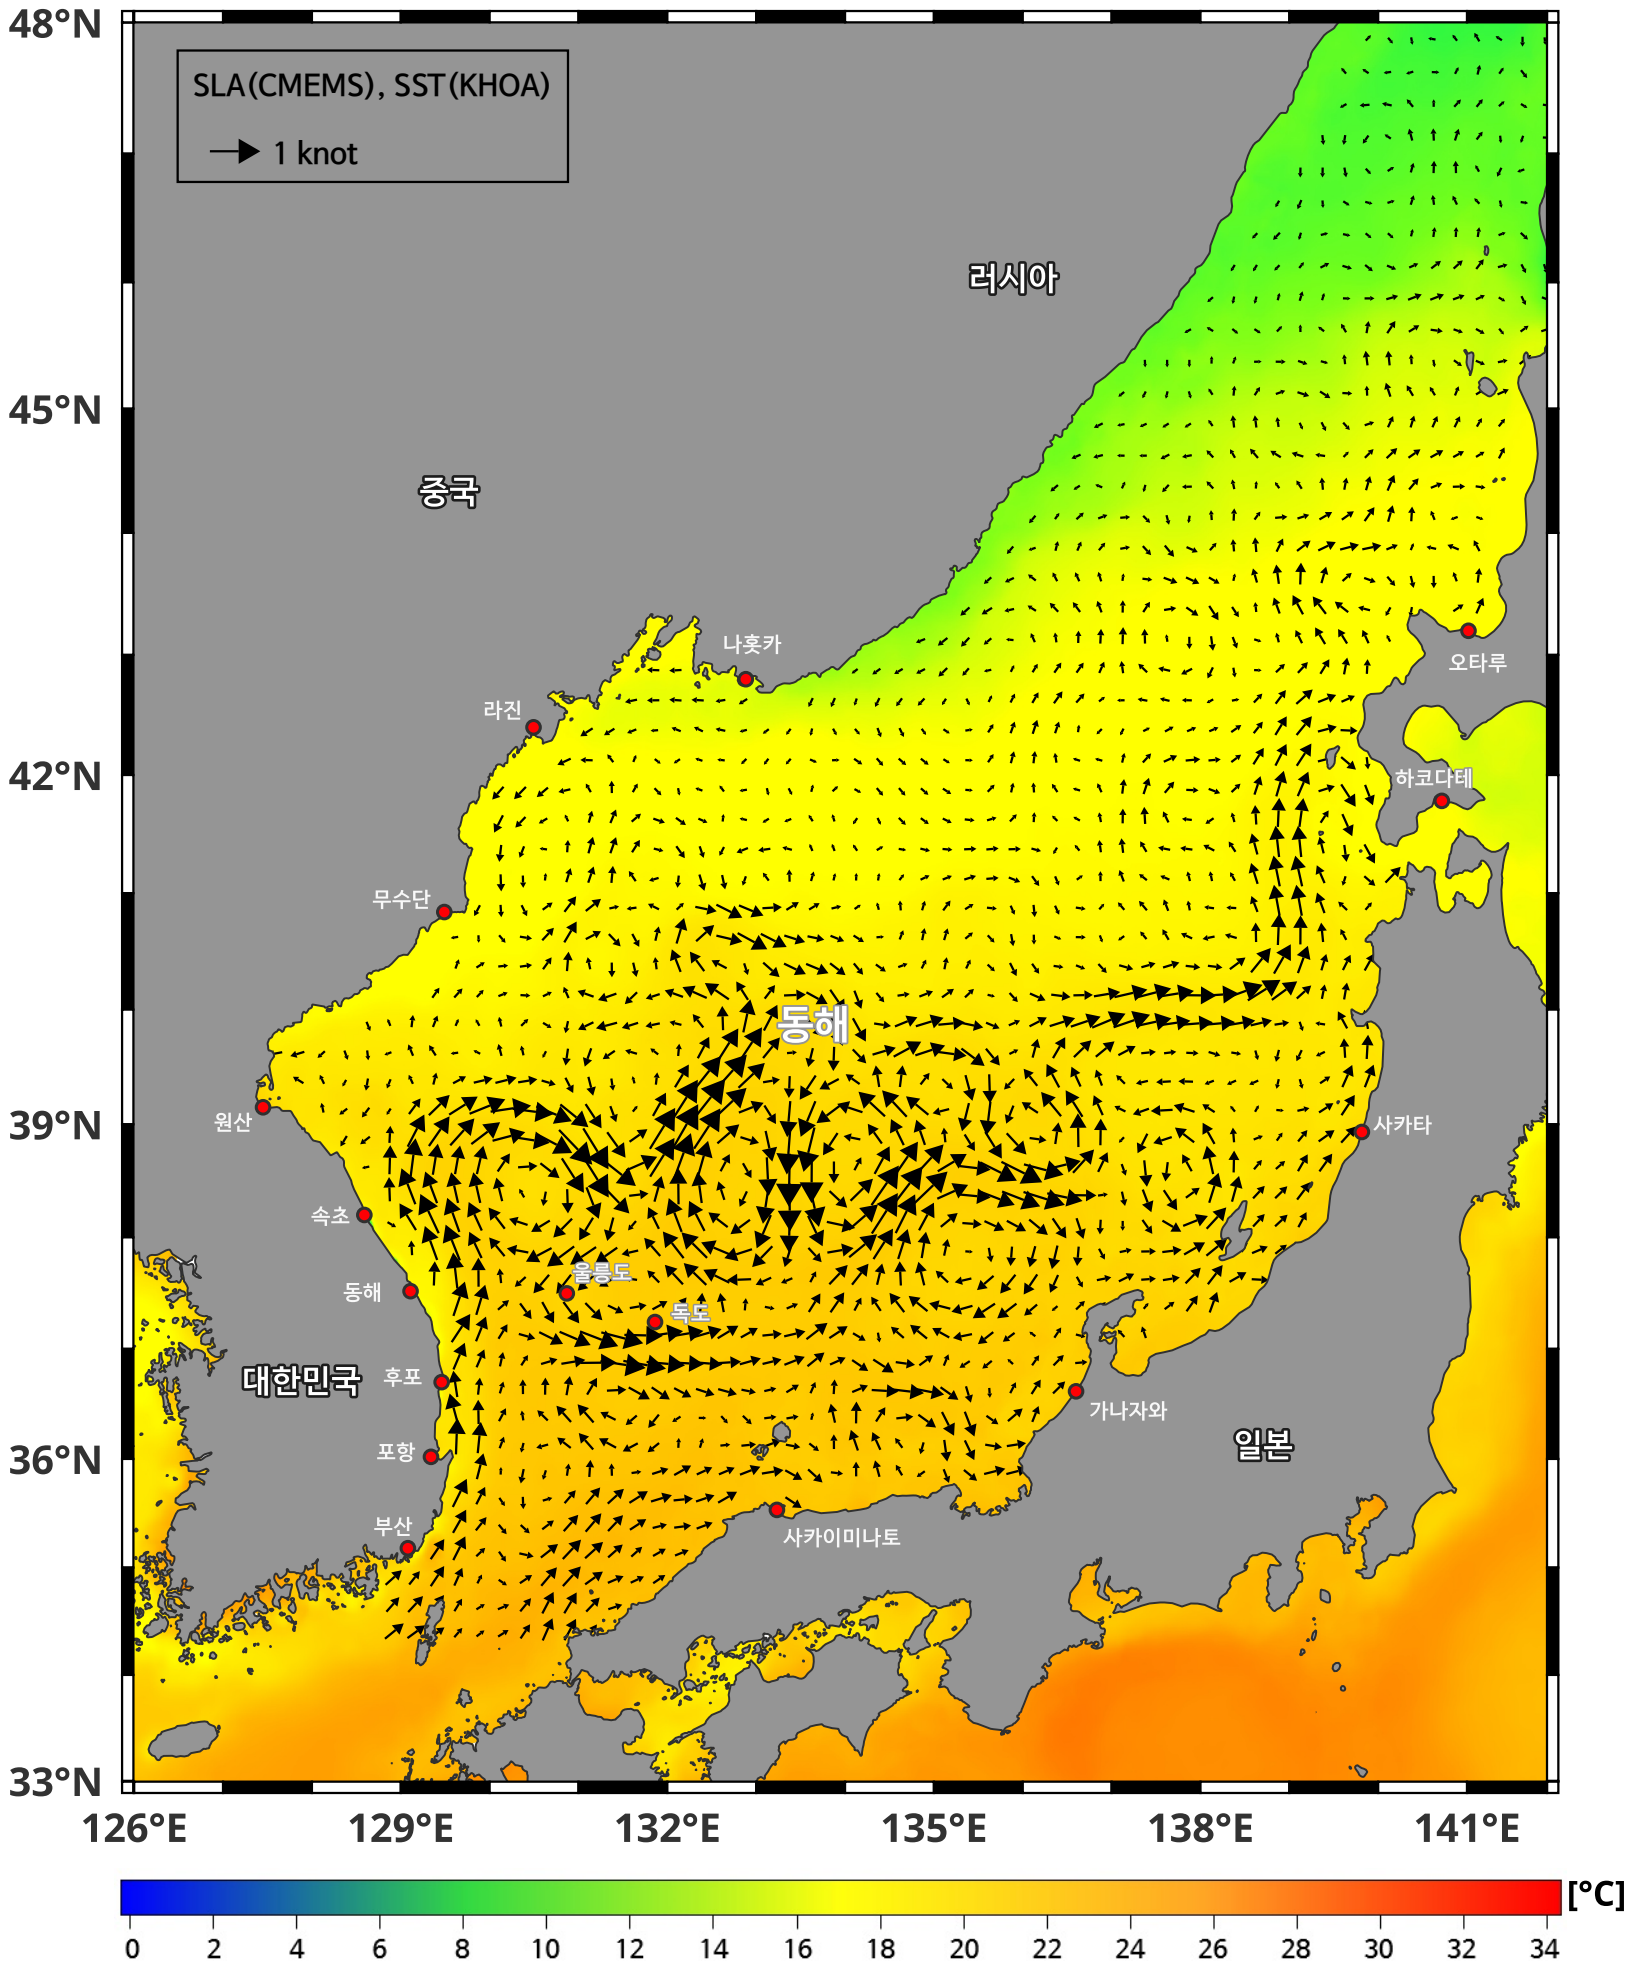 48°N
SLA(CMEMS), SST(KHOA)
1 knot
러시아
45°N
중국
나홋카
오타루
라진
42°N
하코다테
무수단
동해
39°N
원산
사카타
속초
울릉도
동해
독도
대한민국
후포
가나자와
일본
36°N
포항
부산
사카이미나토
33°N
126°E 129°E 132°E 135°E 138°E 141°E
[°C]
0 2 4 6 8 10 12 14 16 18 20 22 24 26 28 30 32 34